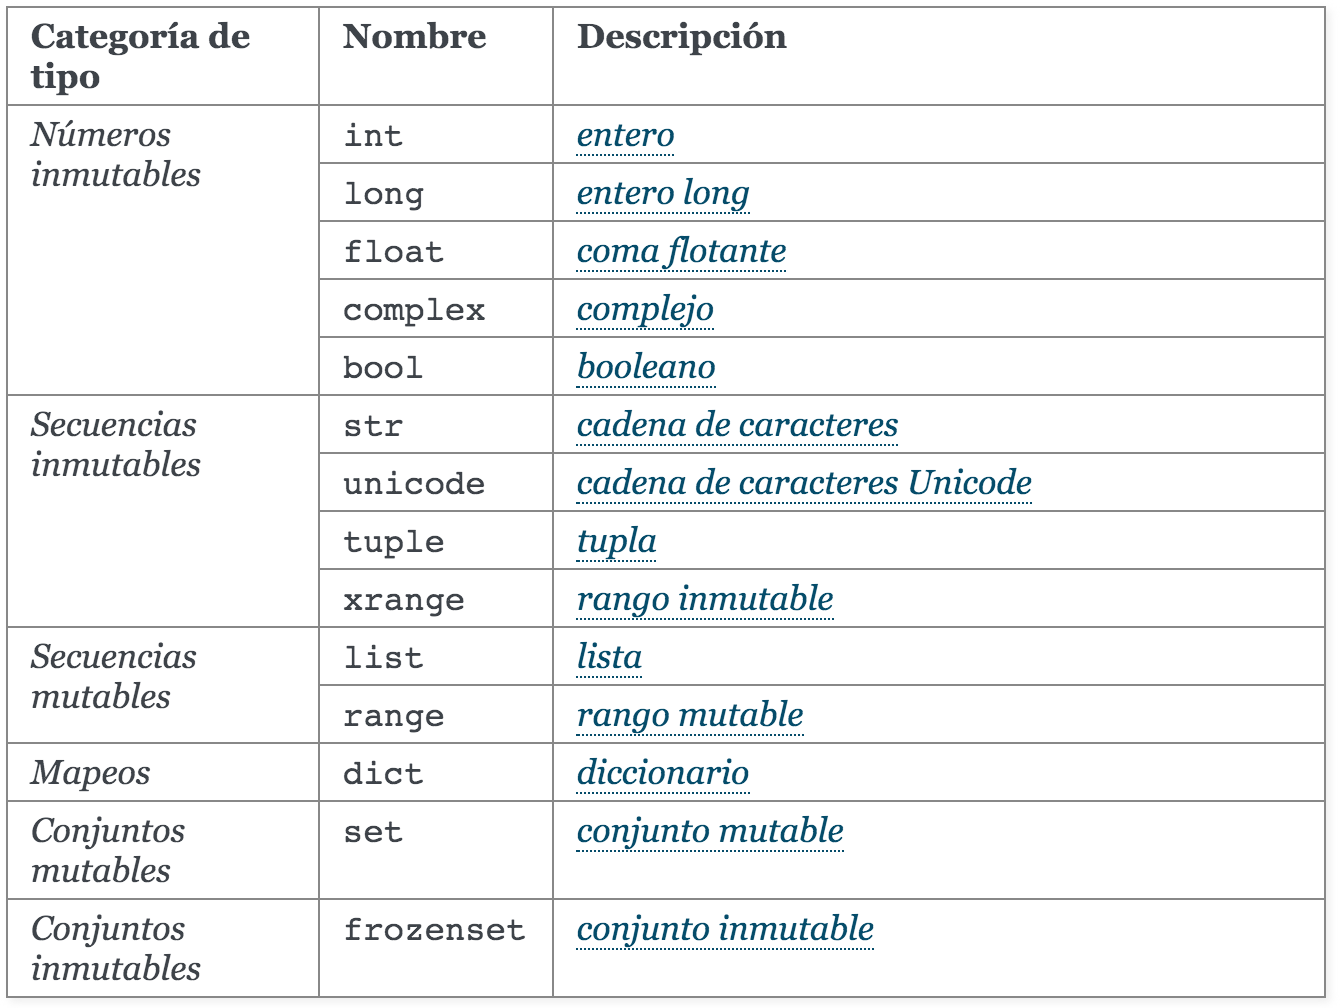 Categoría de
tipo
Nombre
Descripción
Números
inmutables
int
entero
long
entero long
float
coma flotante
complex
complejo
bool
booleano
Secuencias
inmutables
str
cadena de caracteres
unicode
cadena de caracteres Unicode
tuple
tupla
xrange
rango inmutable
Secuencias
mutables
list
lista
range
rango mutable
Mapeos
dict
diccionario
Conjuntos
mutables
set
conjunto mutable
Conjuntos
inmutables
frozenset
conjunto inmutable